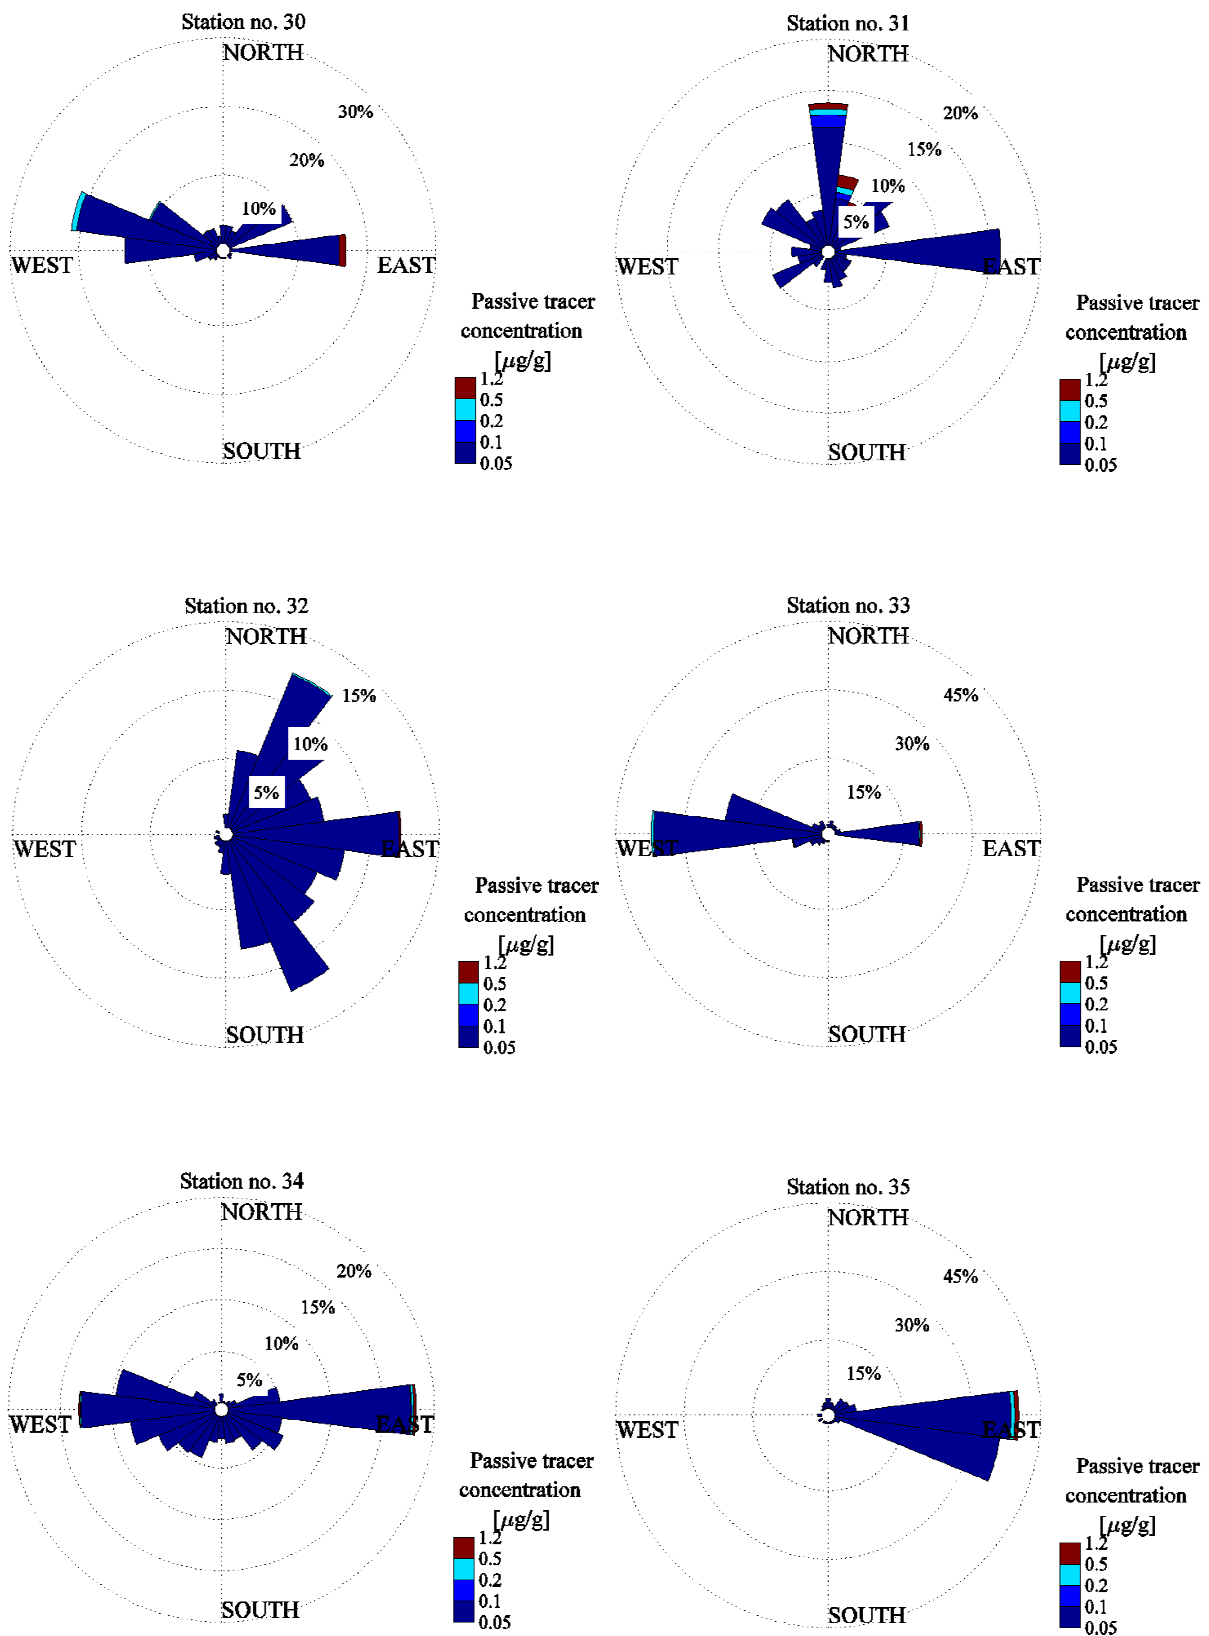 Station no. 30
NORTH
30%
20%
10%
WEST
EAST
SOUTH
Passive tracer
concentration
[μg/g]
1.2
0.5
0.2
0.1
0.05
Station no. 31
NORTH
20%
15%
10%
5%
WEST
EAST
SOUTH
Passive tracer
concentration
[μg/g]
1.2
0.5
0.2
0.1
0.05
Station no. 32
NORTH
15%
10%
5%
WEST
EAST
SOUTH
Passive tracer
concentration
[μg/g]
1.2
0.5
0.2
0.1
0.05
Station no. 33
NORTH
45%
30%
15%
WEST
EAST
SOUTH
Passive tracer
concentration
[μg/g]
1.2
0.5
0.2
0.1
0.05
Station no. 34
NORTH
20%
15%
10%
5%
WEST
EAST
SOUTH
Passive tracer
concentration
[μg/g]
1.2
0.5
0.2
0.1
0.05
Station no. 35
NORTH
45%
30%
15%
WEST
EAST
SOUTH
Passive tracer
concentration
[μg/g]
1.2
0.5
0.2
0.1
0.05